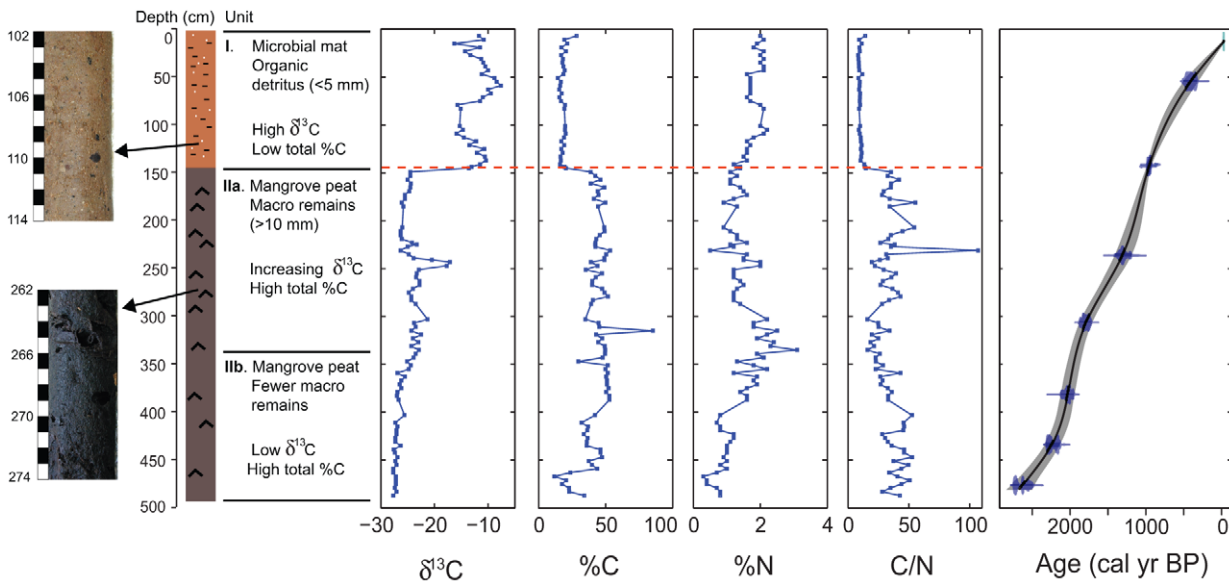 Depth (cm) Unit
102
106
110
114
262
266
270
274
0
50
100
150
200
250
300
350
400
450
500
I. Microbial mat
Organic
detritus (<5 mm)
High δ¹³C
Low total %C
IIa. Mangrove peat
Macro remains
(>10 mm)
Increasing δ¹³C
High total %C
IIb. Mangrove peat
Fewer macro
remains
Low δ¹³C
High total %C
−30 −20 −10
δ¹³C
0 50 100
%C
0 2 4
%N
0 50 100
C/N
2000 1000 0
Age (cal yr BP)